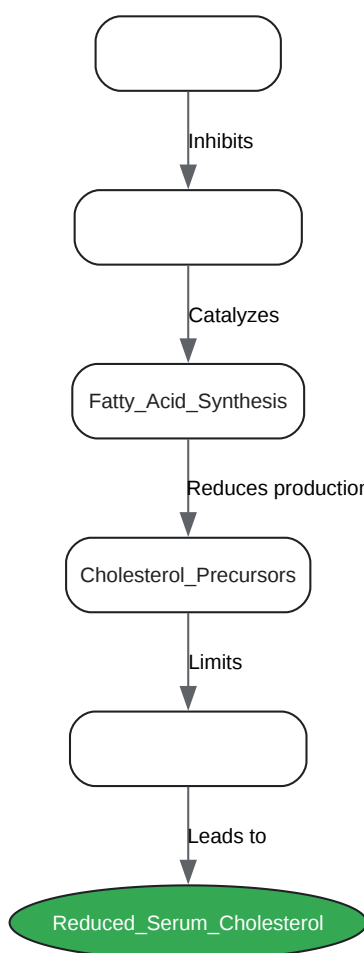 Inhibits
Catalyzes
Fatty_Acid_Synthesis
Reduces production
Cholesterol_Precursors
Limits
Leads to
Reduced_Serum_Cholesterol